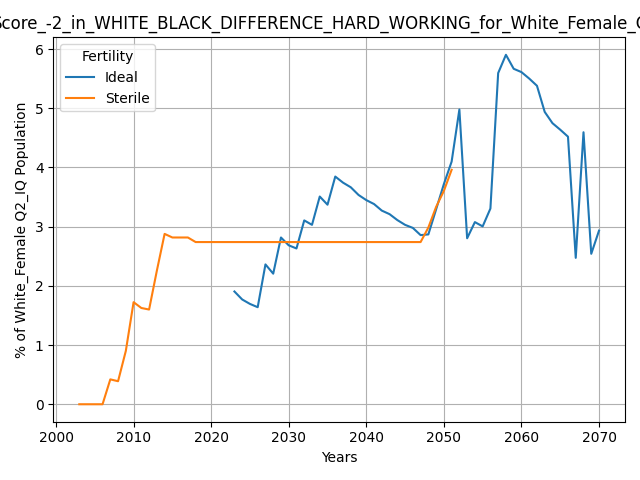 Score_-2_in_WHITE_BLACK_DIFFERENCE_HARD_WORKING_for_White_Female_Q
Fertility
Ideal
Sterile
% of White_Female Q2_IQ Population
6
5
4
3
2
1
0
2000 2010 2020 2030 2040 2050 2060 2070
Years